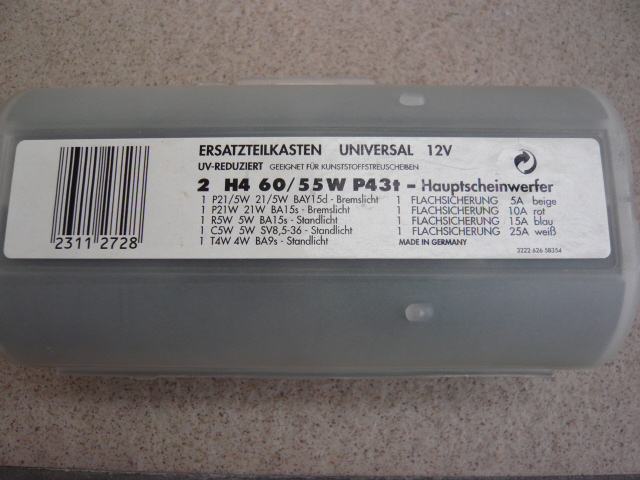 ERSATZTEILKASTEN UNIVERSAL 12V
UV-REDUZIERT GEEIGNET FÜR KUNSTSTOFFSTREUSCHEIBEN
2 H4 60/55W P43t – Hauptscheinwerfer
1 P21/5W 21/5W BAY15d - Bremslicht 1 FLACHSICHERUNG 5A beige
1 P21W 21W BA15s - Bremslicht 1 FLACHSICHERUNG 10A rot
1 R5W 5W BA15s - Standlicht 1 FLACHSICHERUNG 15A blau
1 C5W 5W SV8,5-36 - Standlicht 1 FLACHSICHERUNG 25A weiß
1 T4W 4W BA9s - Standlicht MADE IN GERMANY
23112728
3222 626 58354